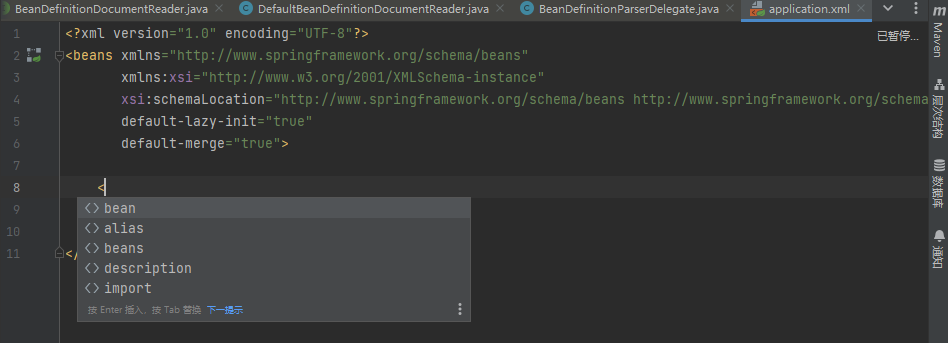 BeanDefinitionDocumentReader.java DefaultBeanDefinitionDocumentReader.java BeanDefinitionParserDelegate.java application.xml
Maven
层次结构
数据库
通知
已暂停...
1 <?xml version="1.0" encoding="UTF-8"?>
2 <beans xmlns="http://www.springframework.org/schema/beans"
3 xmlns:xsi="http://www.w3.org/2001/XMLSchema-instance"
4 xsi:schemaLocation="http://www.springframework.org/schema/beans http://www.springframework.org/schema
5 default-lazy-init="true"
6 default-merge="true">
7
8 <
9
10
11 </
bean
alias
beans
description
import
按 Enter 插入，按 Tab 替换 下一提示